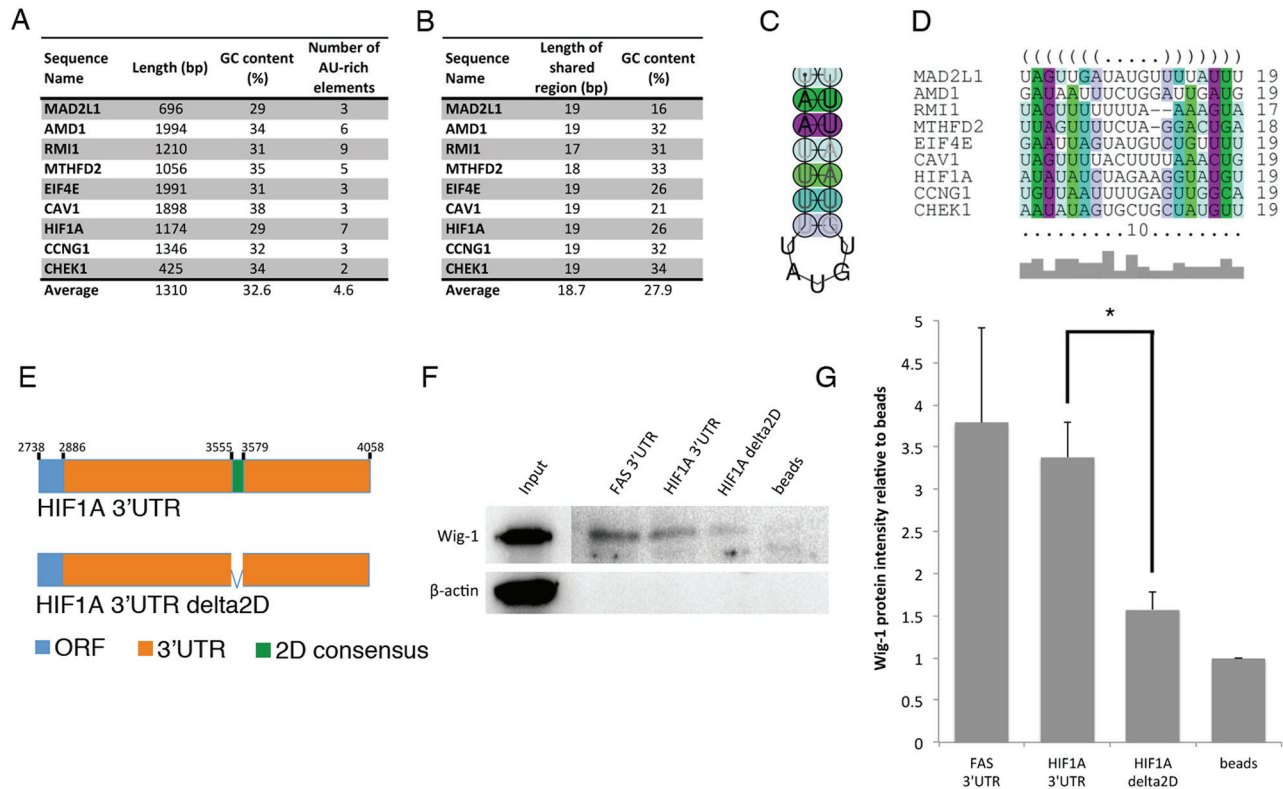 A
Sequence Name Length (bp) GC content (%) Number of AU-rich elements
MAD2L1 696 29 3
AMD1 1994 34 6
RMI1 1210 31 9
MTHFD2 1056 35 5
EIF4E 1991 31 3
CAV1 1898 38 3
HIF1A 1174 29 7
CCNG1 1346 32 3
CHEK1 425 34 2
Average 1310 32.6 4.6
B
Sequence Name Length of shared region (bp) GC content (%)
MAD2L1 19 16
AMD1 19 32
RMI1 17 31
MTHFD2 18 33
EIF4E 19 26
CAV1 19 21
HIF1A 19 26
CCNG1 19 32
CHEK1 19 34
Average 18.7 27.9
C
A U
A U
U A
U A
U U
U G
U U
A G
U
D
(((((((.....)))))))
MAD2L1 UAGUUGAUAUGUUUUUAUU 19
AMD1 GAUAAUUUCUGGAUUGAUG 19
RMI1 UACUUUUUUUA--AAAGUA 17
MTHFD2 UUAGUUUUCUA-GGACUGA 18
EIF4E GAAUUAUGUAUCUGUUUUC 19
CAV1 UAGUUUUACUUUUAAACUG 19
HIF1A AUAUAUCUAGAAGGUAUGU 19
CCNG1 UGUUAAUUUUGAGUUGGCA 19
CHEK1 AAUAUAGUGCUGCUAUGUU 19
.........10.........
E
2738 2886 3555 3579 4058
HIF1A 3'UTR
HIF1A 3'UTR delta2D
ORF 3'UTR 2D consensus
F
Input FAS 3'UTR HIF1A 3'UTR HIF1A delta2D beads
Wig-1
β-actin
G
Wig-1 protein intensity relative to beads
5
4.5
4
3.5
3
2.5
2
1.5
1
0.5
0
*
FAS 3'UTR
HIF1A 3'UTR
HIF1A delta2D
beads